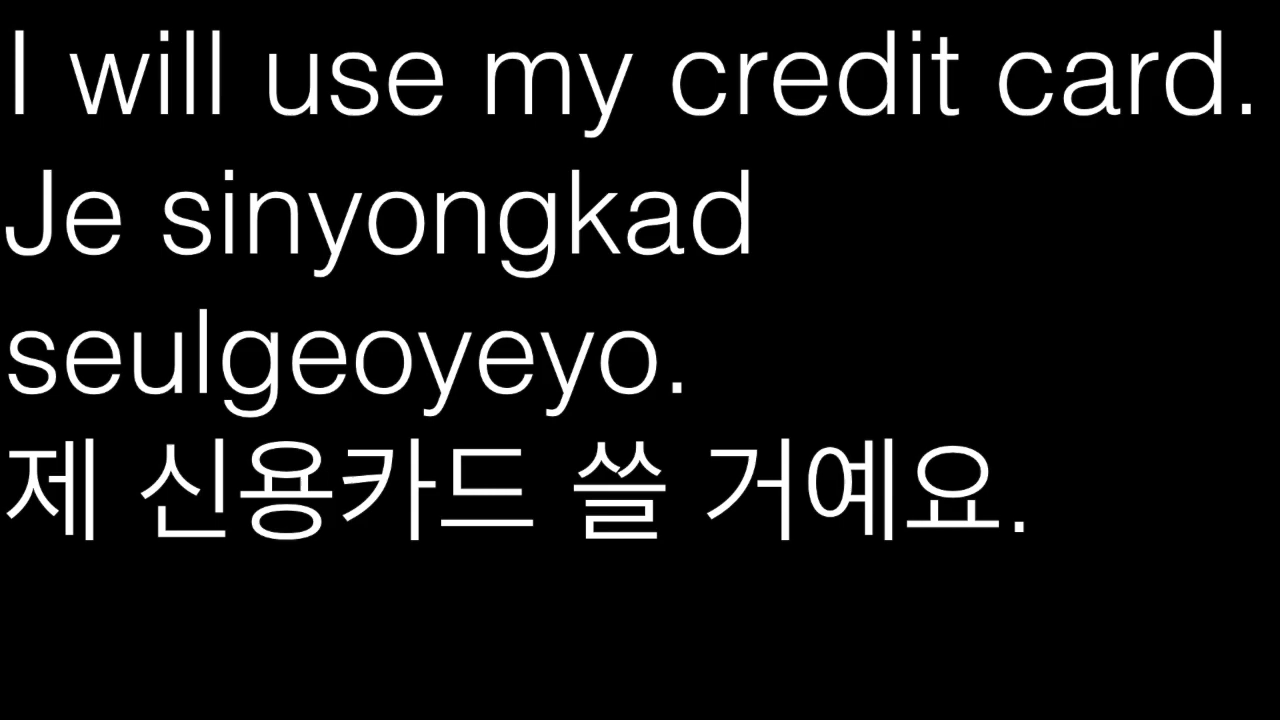 I will use my credit card.
Je sinyongkad
seulgeoyeyo.
제 신용카드 쓸 거예요.